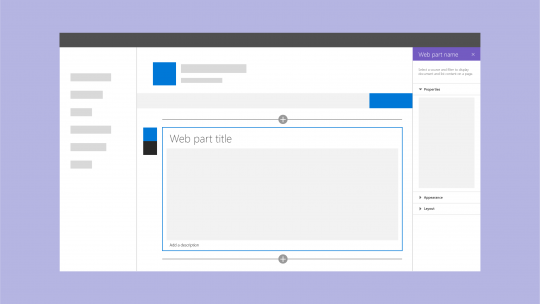 Web part name
Select a source and filter to display
document and list content on a page.
Properties
Web part title
Appearance
Layout
Add a description